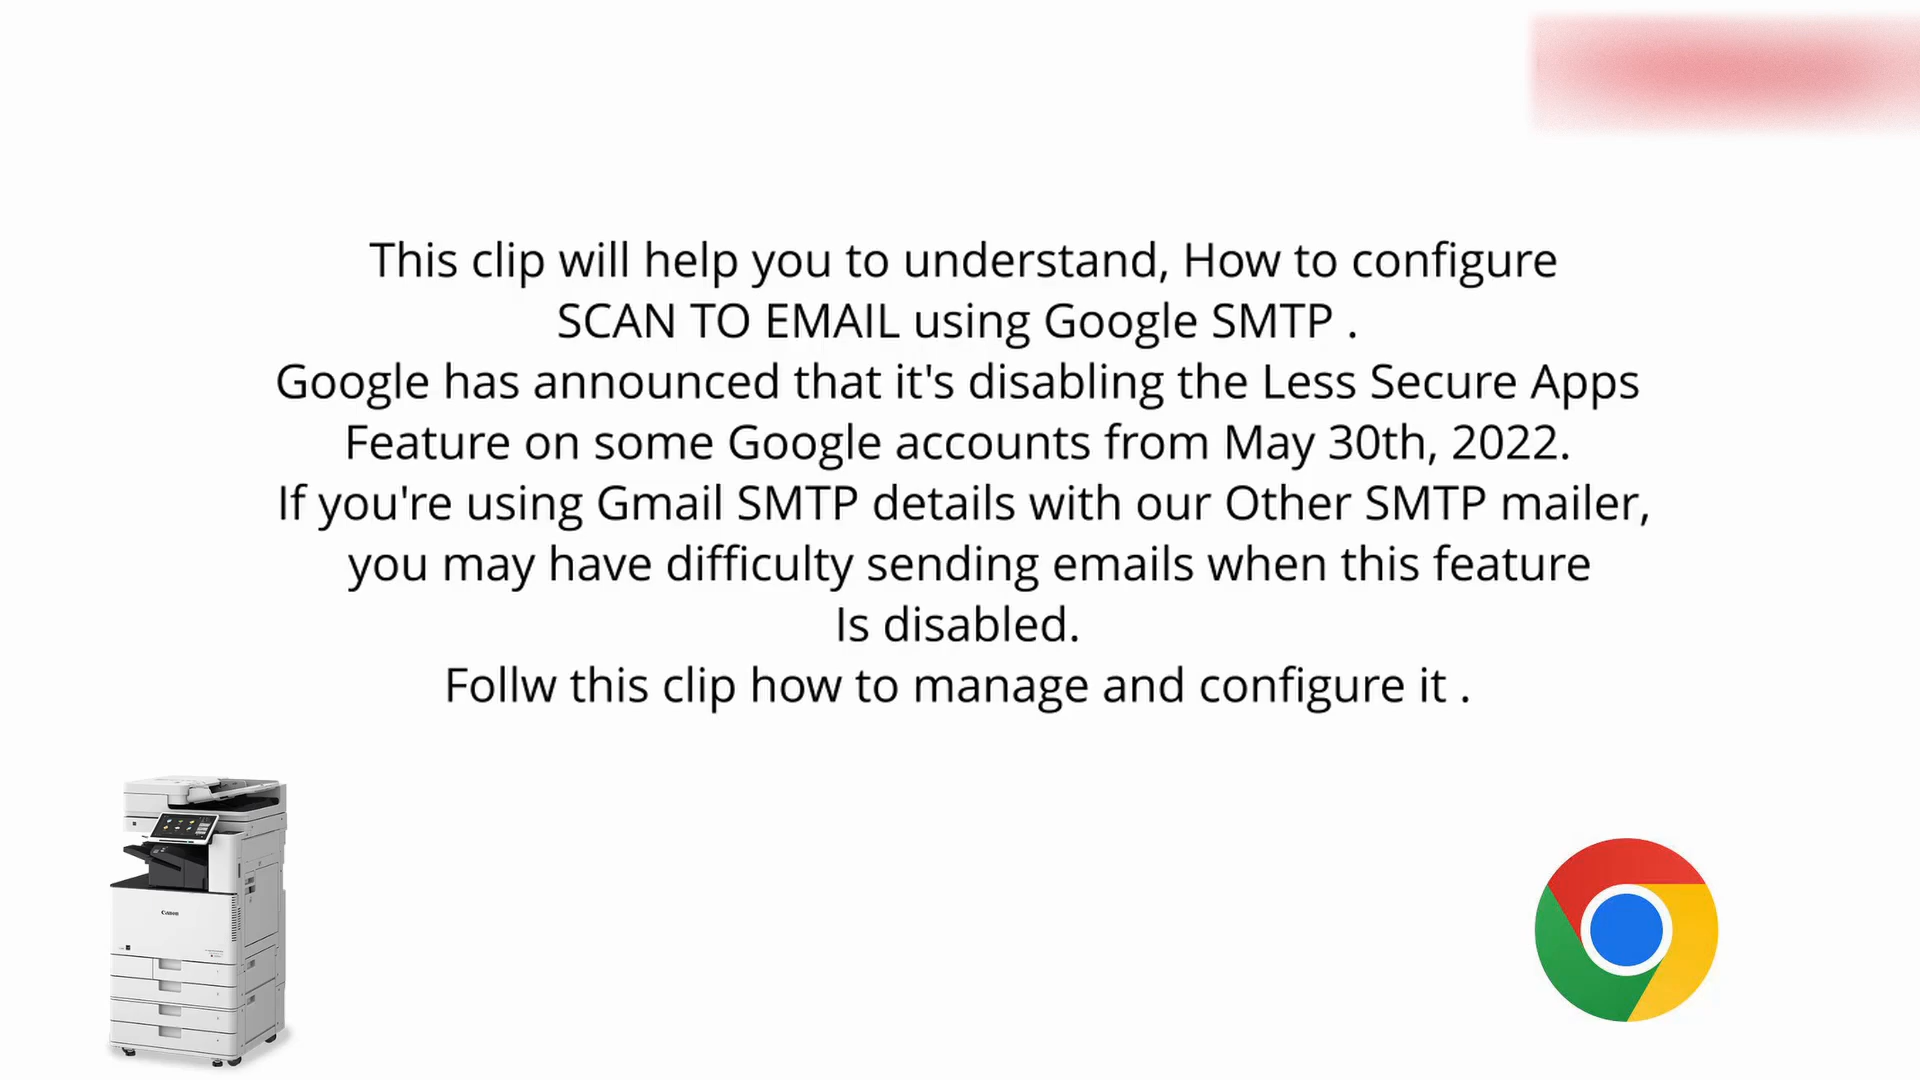 This clip will help you to understand, How to configure
SCAN TO EMAIL using Google SMTP .
Google has announced that it's disabling the Less Secure Apps
Feature on some Google accounts from May 30th, 2022.
If you're using Gmail SMTP details with our Other SMTP mailer,
you may have difficulty sending emails when this feature
Is disabled.
Follw this clip how to manage and configure it .
Canon